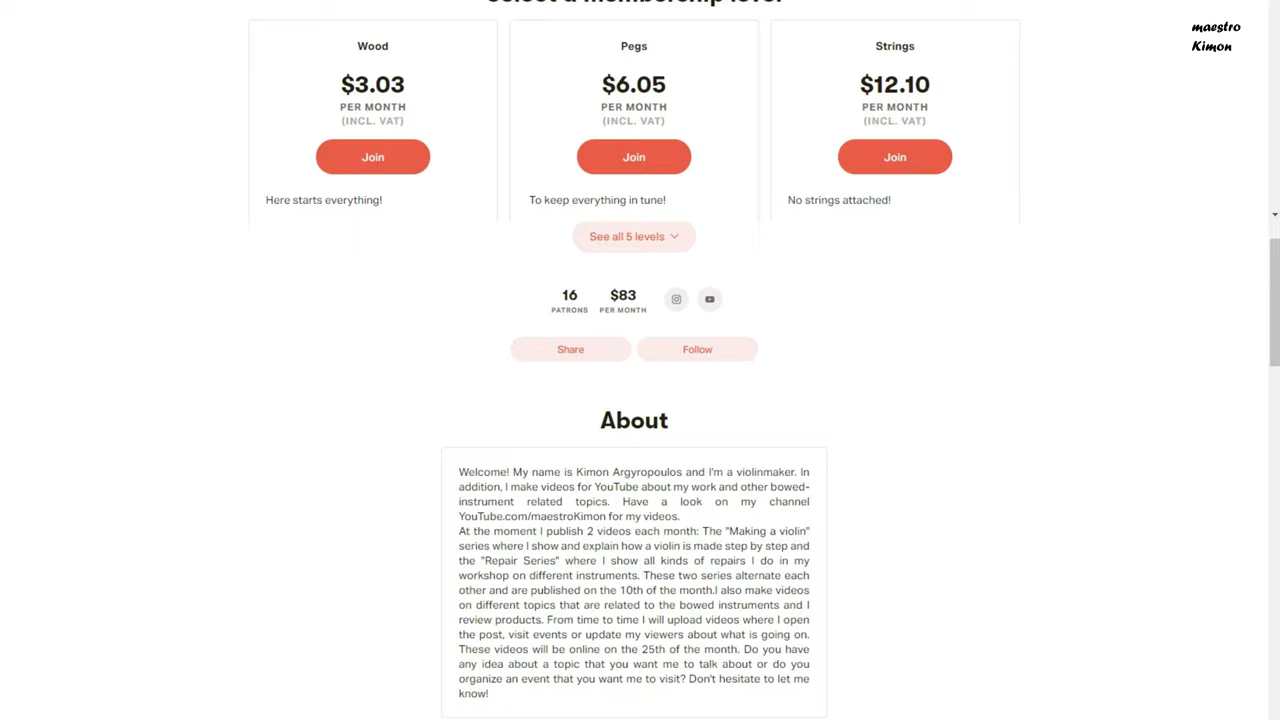 Select a membership level
maestro
Kimon
Wood
Pegs
Strings
$3.03
$6.05
$12.10
PER MONTH
PER MONTH
PER MONTH
(INCL. VAT)
(INCL. VAT)
(INCL. VAT)
Join
Join
Join
Here starts everything!
To keep everything in tune!
No strings attached!
See all 5 levels
16
$83
PATRONS
PER MONTH
Share
Follow
About
Welcome! My name is Kimon Argyropoulos and I'm a violinmaker. In
addition, I make videos for YouTube about my work and other bowed-
instrument related topics. Have a look on my channel
YouTube.com/maestroKimon for my videos.
At the moment I publish 2 videos each month: The "Making a violin"
series where I show and explain how a violin is made step by step and
the "Repair Series" where I show all kinds of repairs I do in my
workshop on different instruments. These two series alternate each
other and are published on the 10th of the month.I also make videos
on different topics that are related to the bowed instruments and I
review products. From time to time I will upload videos where I open
the post, visit events or update my viewers about what is going on.
These videos will be online on the 25th of the month. Do you have
any idea about a topic that you want me to talk about or do you
organize an event that you want me to visit? Don't hesitate to let me
know!